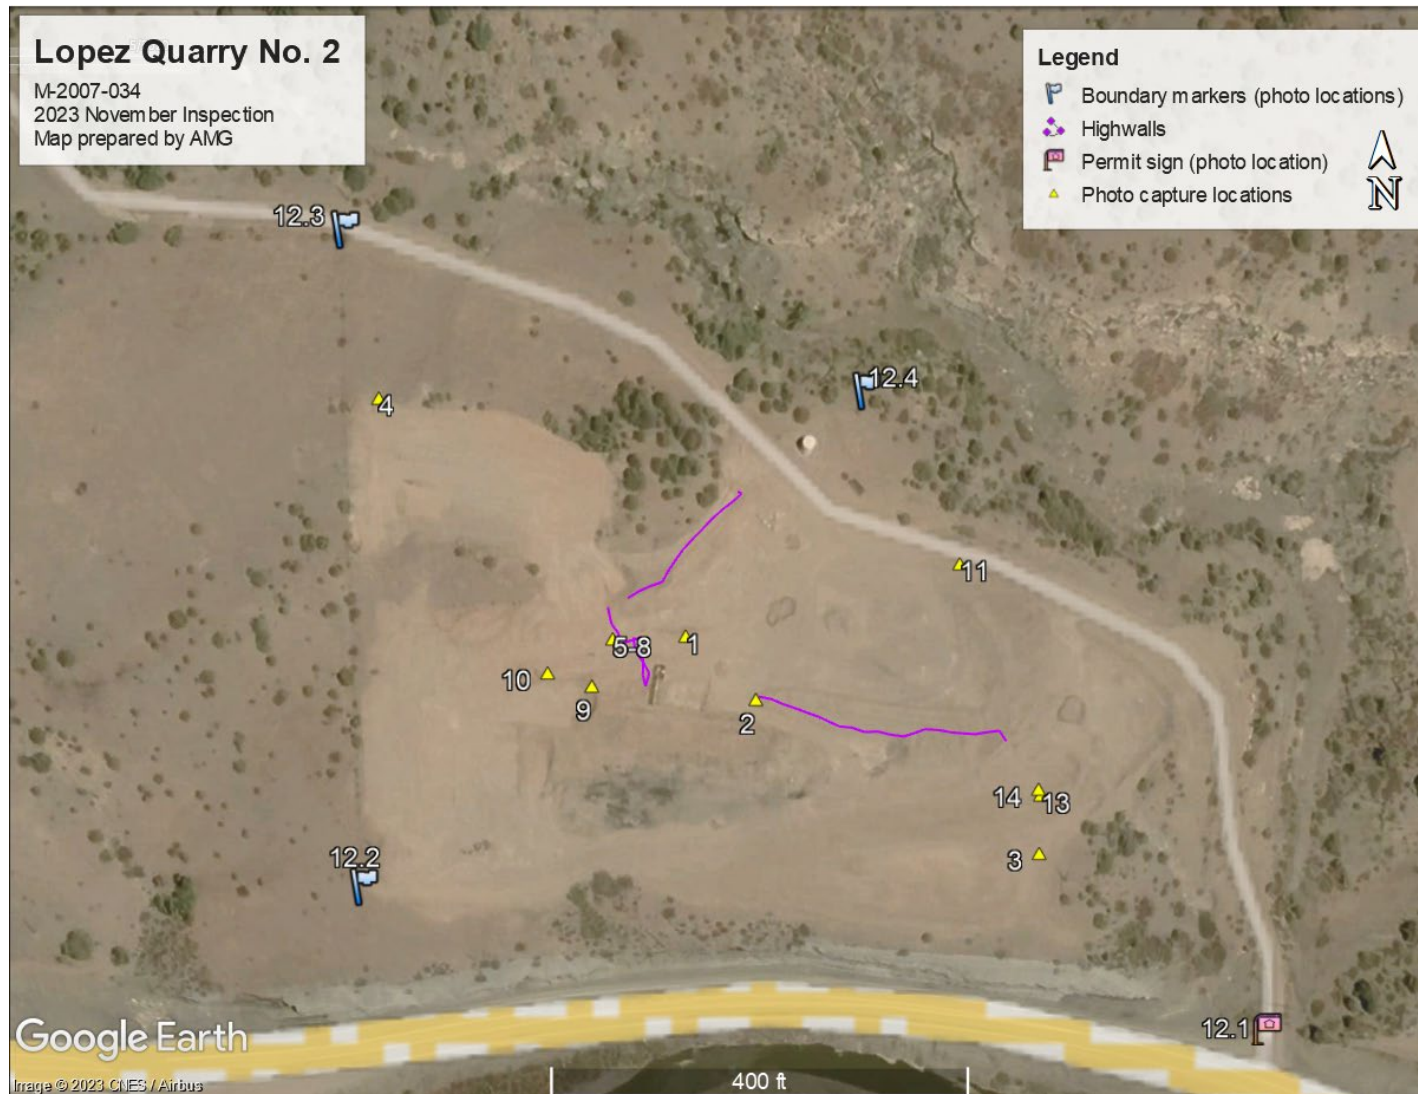 Lopez Quarry No. 2
M-2007-034
2023 November Inspection
Map prepared by AMG
Legend
Boundary markers (photo locations)
Highwalls
Permit sign (photo location)
Photo capture locations
N
12.3
12.4
4
11
5-8
1
10
9
2
14
13
3
12.2
12.1
Google Earth
Image © 2023 CNES / Airbus
400 ft